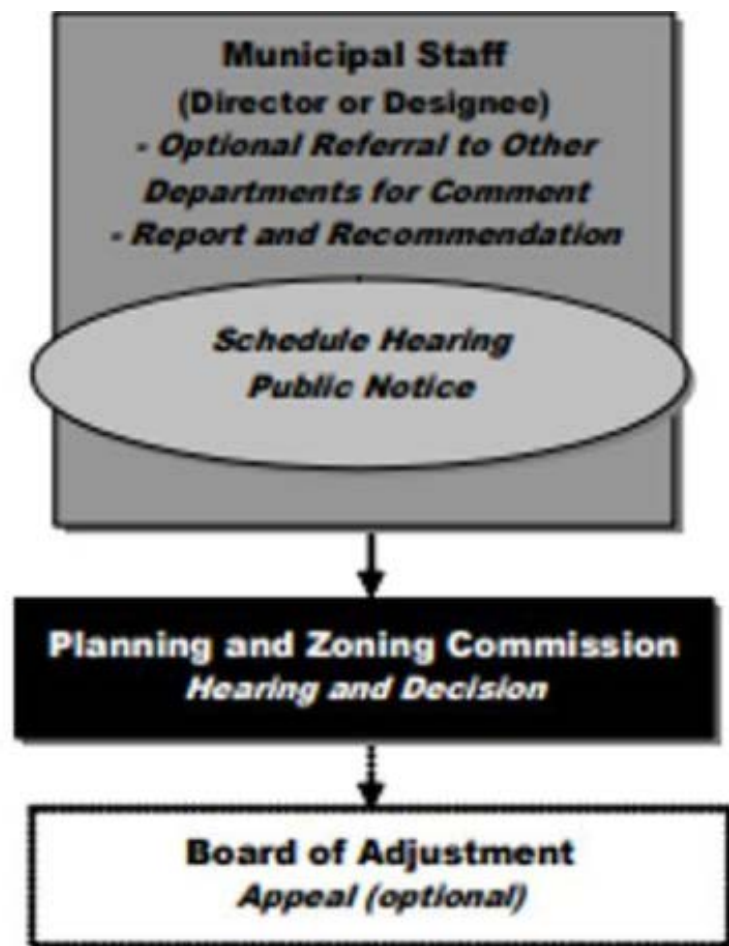 Municipal Staff
(Director or Designee)
- Optional Referral to Other
Departments for Comment
- Report and Recommendation
Schedule Hearing
Public Notice
Planning and Zoning Commission
Hearing and Decision
Board of Adjustment
Appeal (optional)